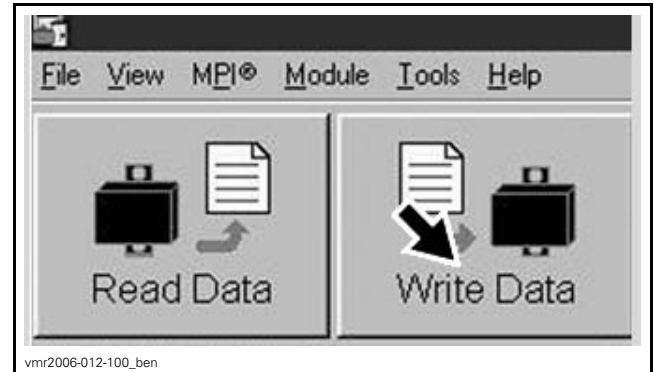 File View MPI® Module Tools Help
Read Data Write Data
vmr2006-012-100_ben